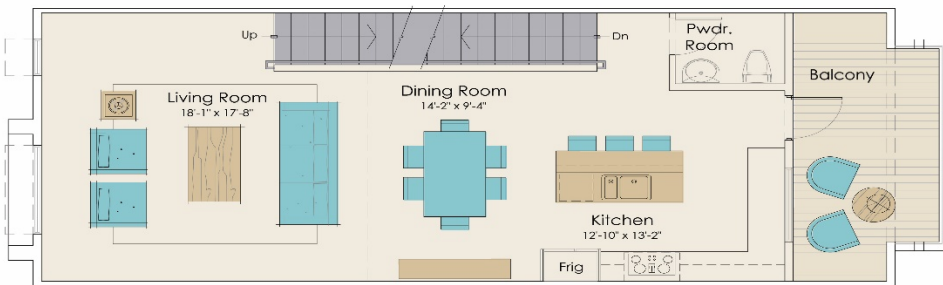 Up
Dn
Pwdr.
Room
Balcony
Living Room
18'-1" x 17'-8"
Dining Room
14'-2" x 9'-4"
Kitchen
12'-10" x 13'-2"
Frig